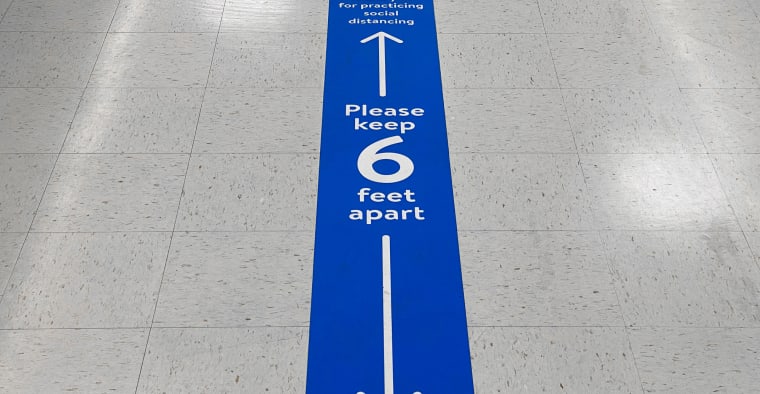 for practicing
social
distancing
Please
keep
6
feet
apart